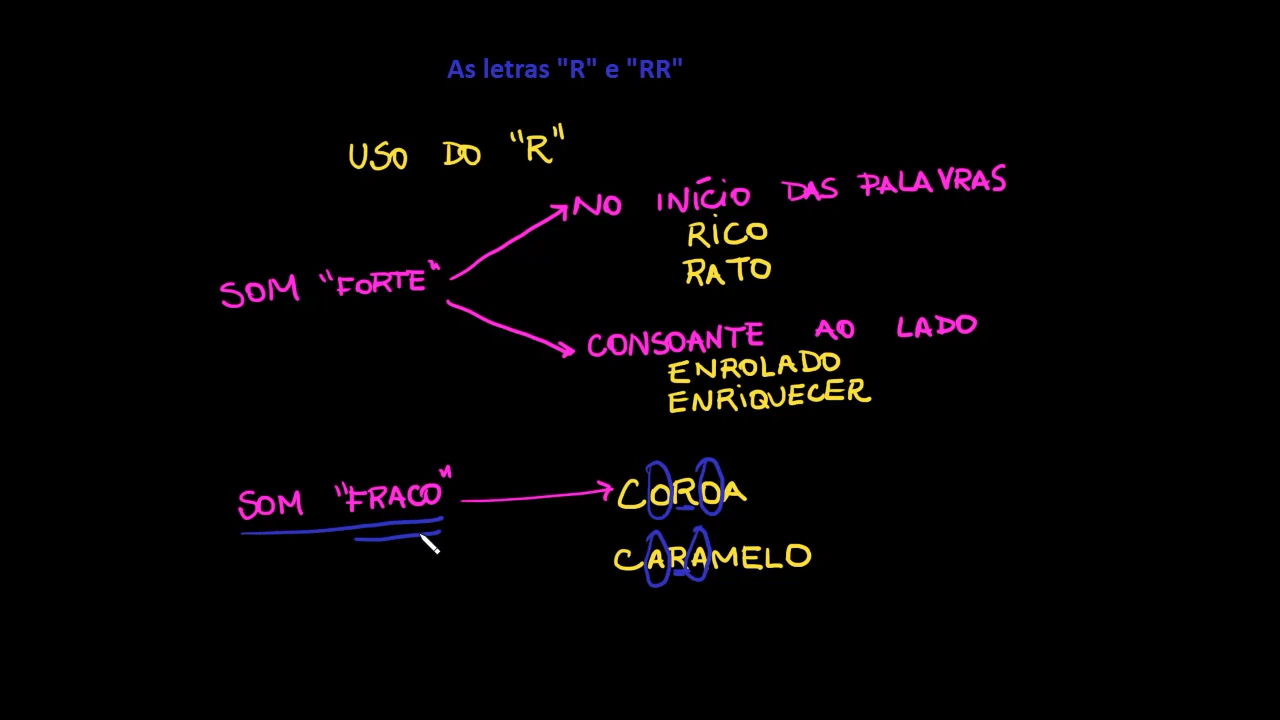 As letras "R" e "RR"
USO DO "R"
NO INÍCIO DAS PALAVRAS
RICO
RATO
SOM "FORTE"
CONSOANTE AO LADO
ENROLADO
ENRIQUECER
SOM "FRACO"
COROA
CARAMELO